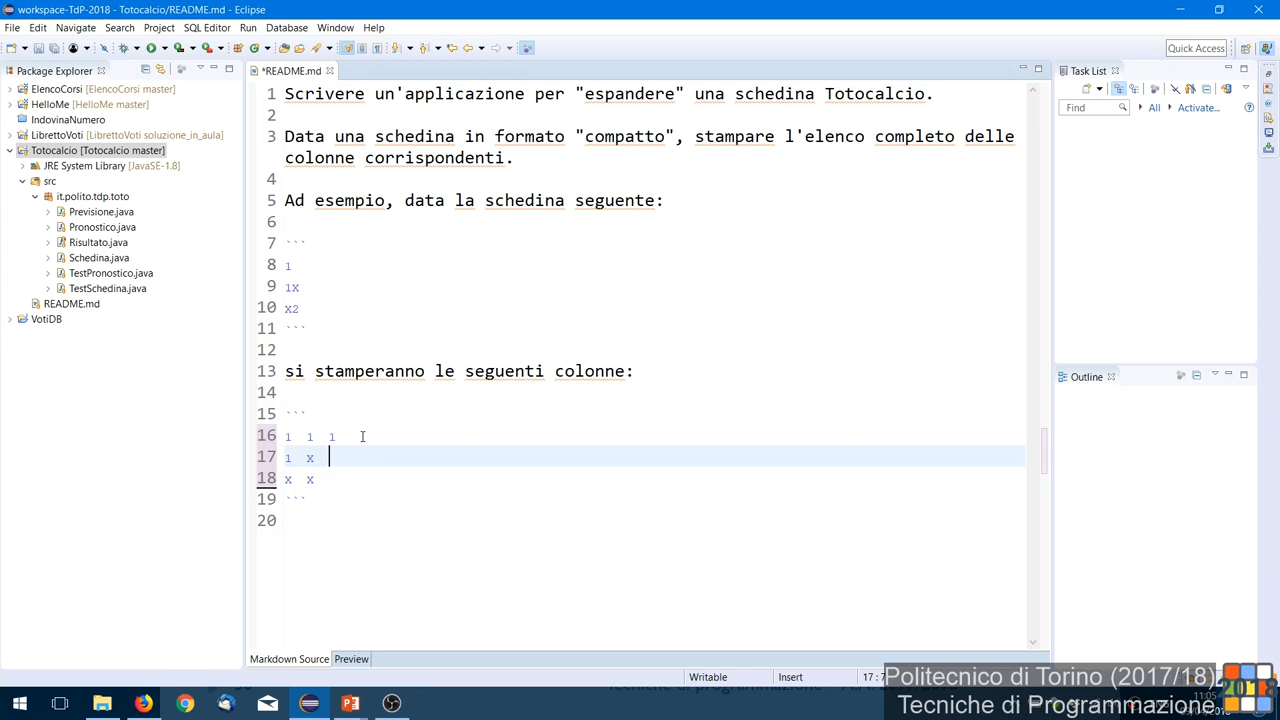 workspace-TdP-2018 - Totocalcio/README.md - Eclipse
File Edit Navigate Search Project SQL Editor Run Database Window Help
Quick Access
Package Explorer
*README.md
Task List
ElencoCorsi [ElencoCorsi master]
HelloMe [HelloMe master]
IndovinaNumero
LibrettoVoti [LibrettoVoti soluzione_in_aula]
Totocalcio [Totocalcio master]
JRE System Library [JavaSE-1.8]
src
it.polito.tdp.toto
Previsione.java
Pronostico.java
Risultato.java
Schedina.java
TestPronostico.java
TestSchedina.java
README.md
VotiDB
1 Scrivere un'applicazione per "espandere" una schedina Totocalcio.
2
3 Data una schedina in formato "compatto", stampare l'elenco completo delle
colonne corrispondenti.
4
5 Ad esempio, data la schedina seguente:
6
7 ```
8 1
9 1X
10 X2
11 ```
12
13 si stamperanno le seguenti colonne:
14
15 ```
16 1 1 1
17 1 X
18 X X
19 ```
20
Find All Activate...
Outline
Markdown Source Preview
Writable Insert 17 : 7
Politecnico di Torino (2017/18)
Tecniche di Programmazione
2018
11:05